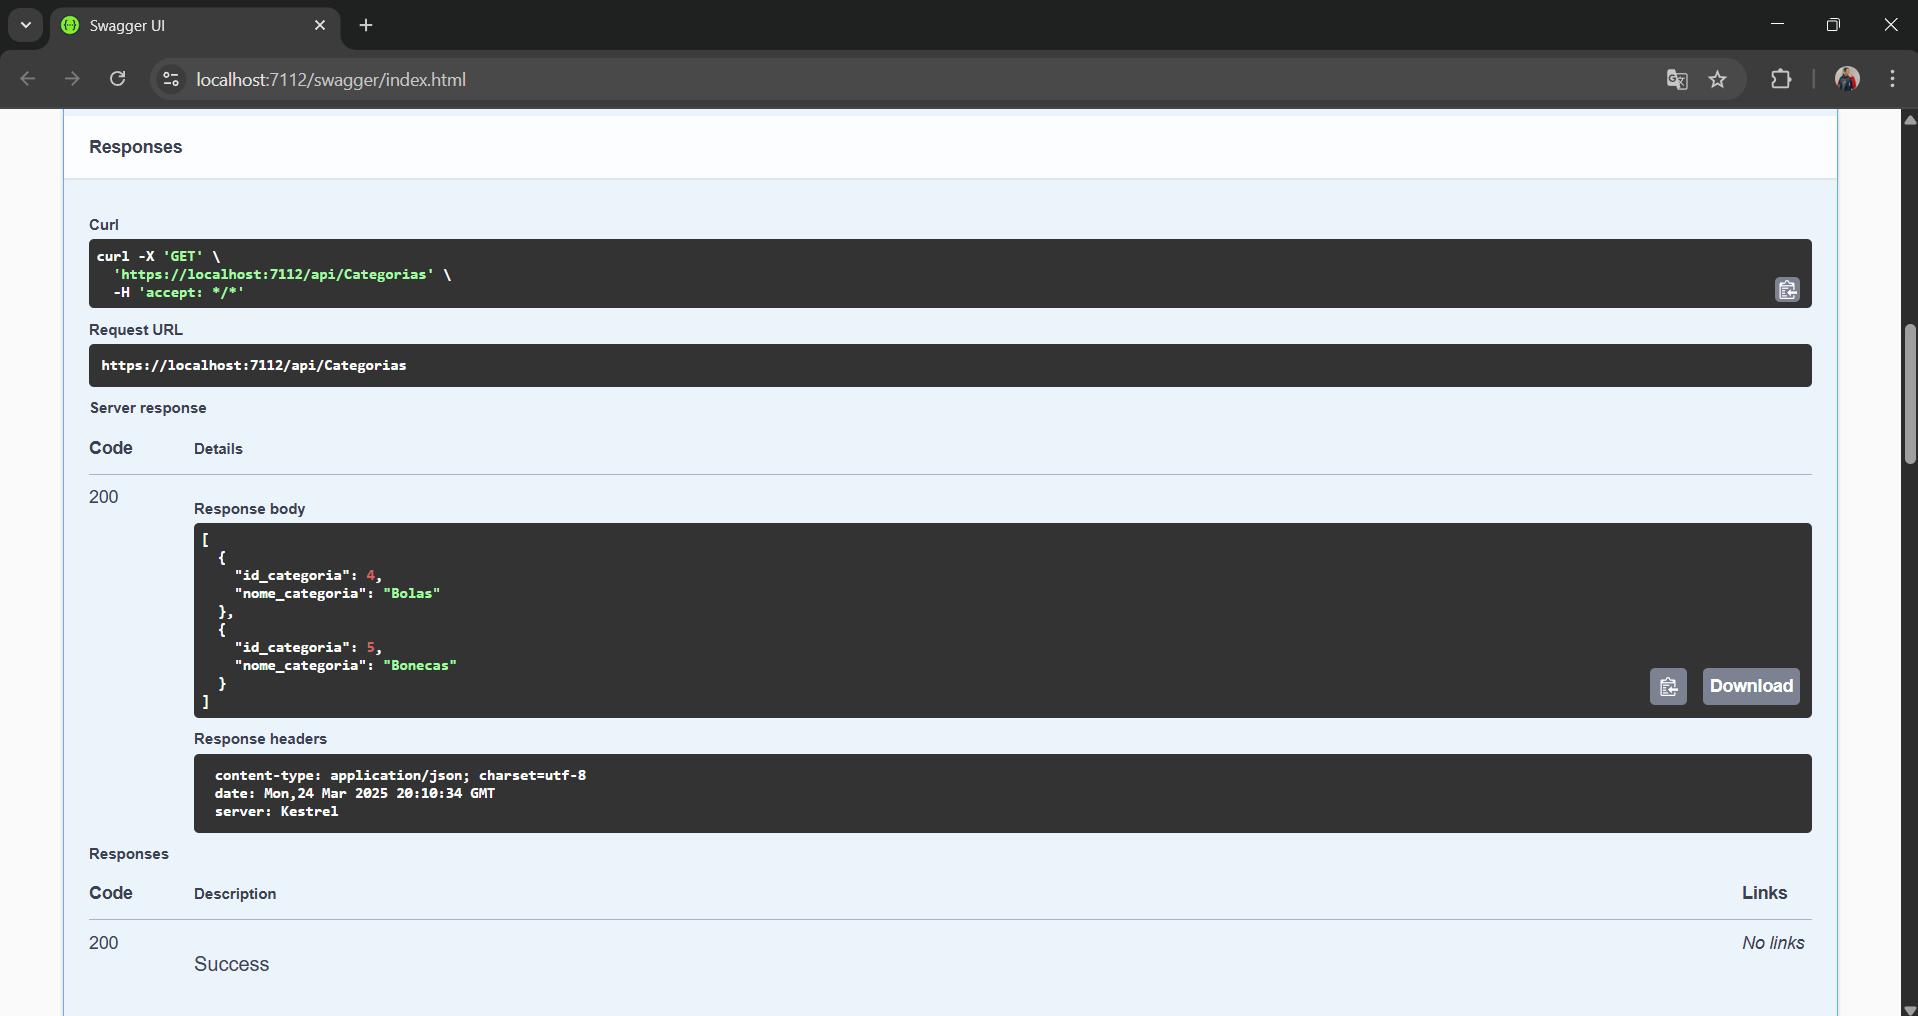 Swagger UI
localhost:7112/swagger/index.html
Responses
Curl
curl -X 'GET' \
'https://localhost:7112/api/Categorias' \
-H 'accept: */*'
Request URL
https://localhost:7112/api/Categorias
Server response
Code Details
200
Response body
[
{
"id_categoria": 4,
"nome_categoria": "Bolas"
},
{
"id_categoria": 5,
"nome_categoria": "Bonecas"
}
]
Download
Response headers
content-type: application/json; charset=utf-8
date: Mon,24 Mar 2025 20:10:34 GMT
server: Kestrel
Responses
Code Description Links
200 No links
Success